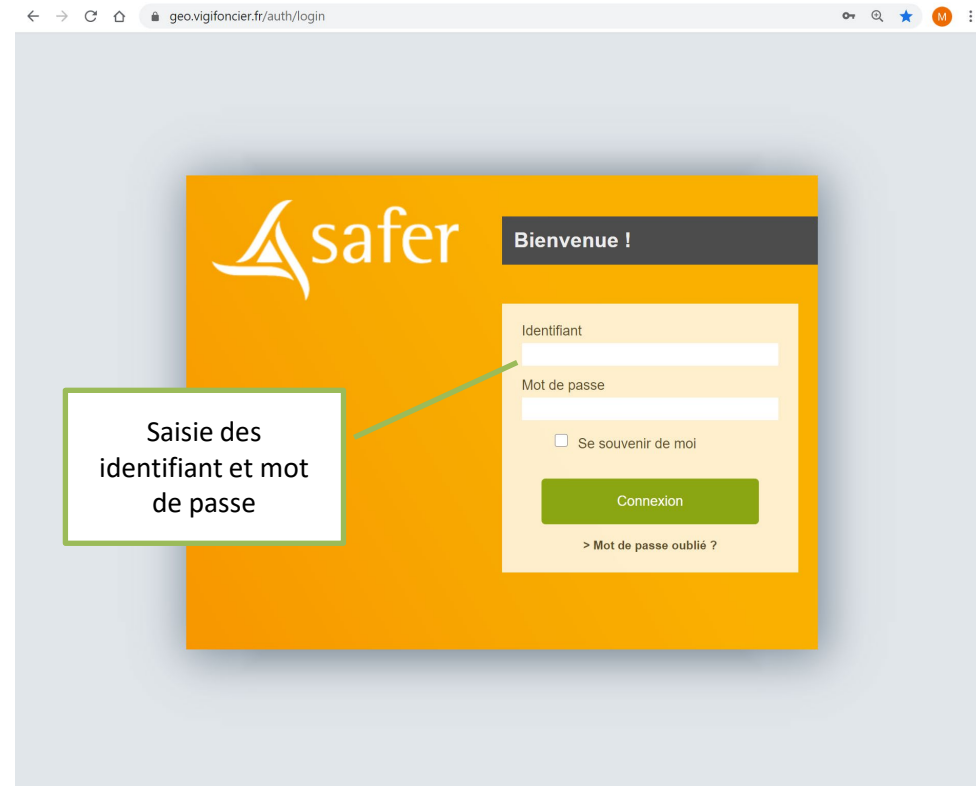 geo.vigifoncier.fr/auth/login
M
safer
Bienvenue !
Identifiant
Mot de passe
Se souvenir de moi
Connexion
> Mot de passe oublié ?
Saisie des
identifiant et mot
de passe